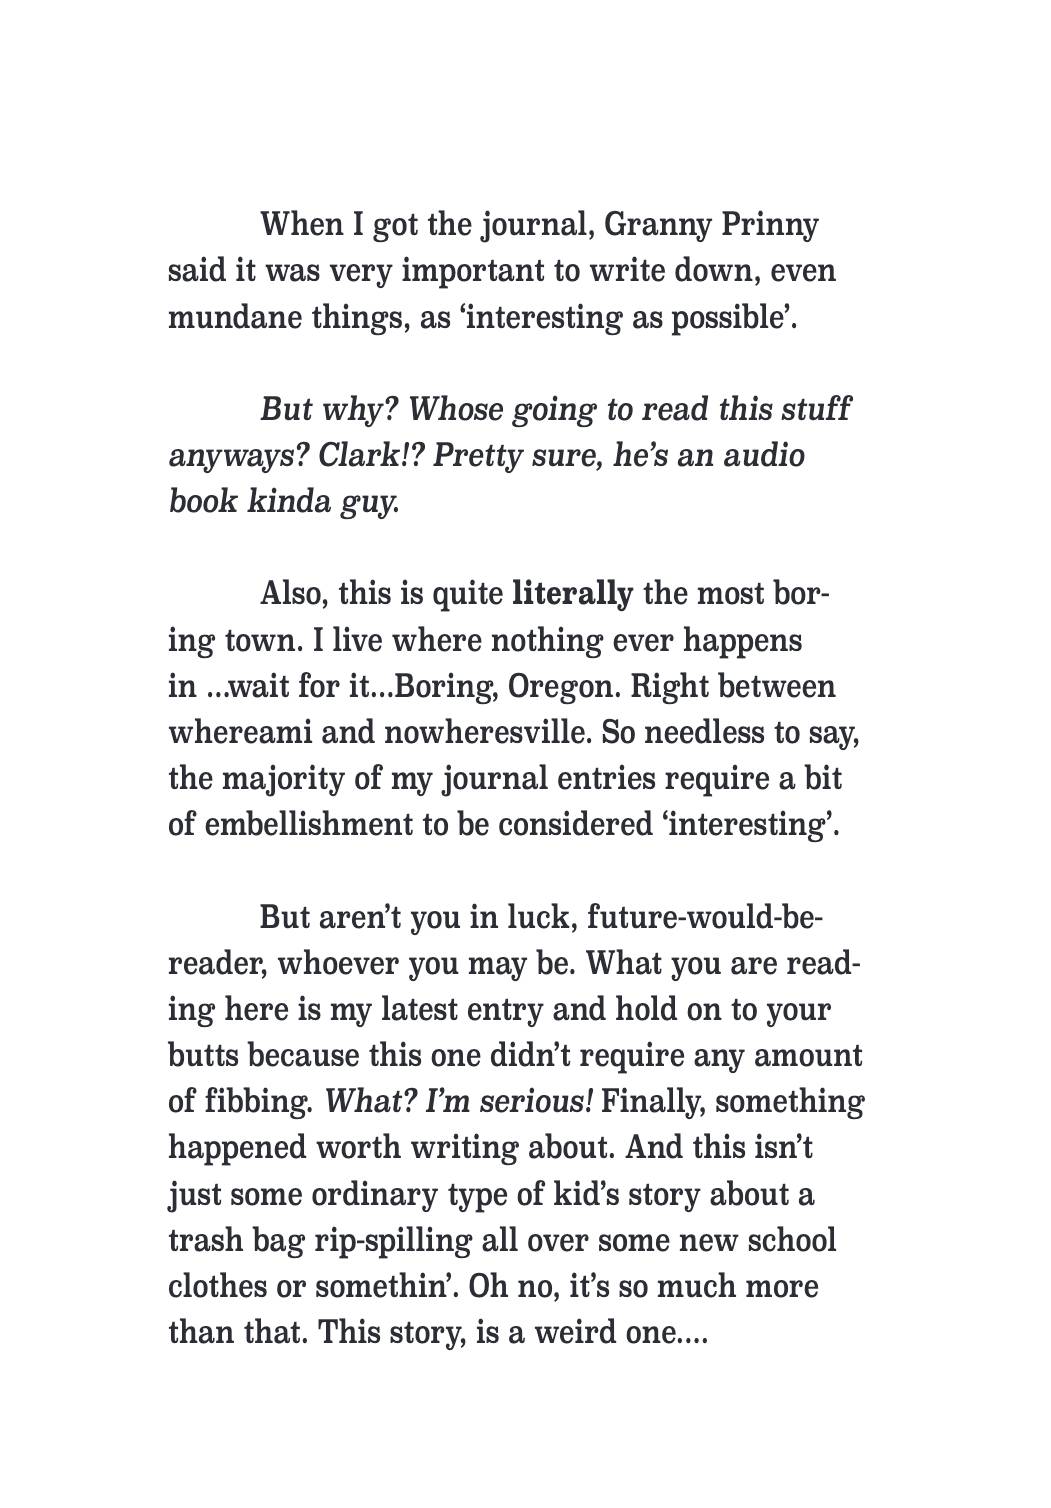 When I got the journal, Granny Prinny
said it was very important to write down, even
mundane things, as ‘interesting as possible’.
But why? Whose going to read this stuff
anyways? Clark!? Pretty sure, he’s an audio
book kinda guy.
Also, this is quite literally the most bor-
ing town. I live where nothing ever happens
in ...wait for it...Boring, Oregon. Right between
whereami and nowheresville. So needless to say,
the majority of my journal entries require a bit
of embellishment to be considered ‘interesting’.
But aren’t you in luck, future-would-be-
reader, whoever you may be. What you are read-
ing here is my latest entry and hold on to your
butts because this one didn’t require any amount
of fibbing. What? I’m serious! Finally, something
happened worth writing about. And this isn’t
just some ordinary type of kid’s story about a
trash bag rip-spilling all over some new school
clothes or somethin’. Oh no, it’s so much more
than that. This story, is a weird one....